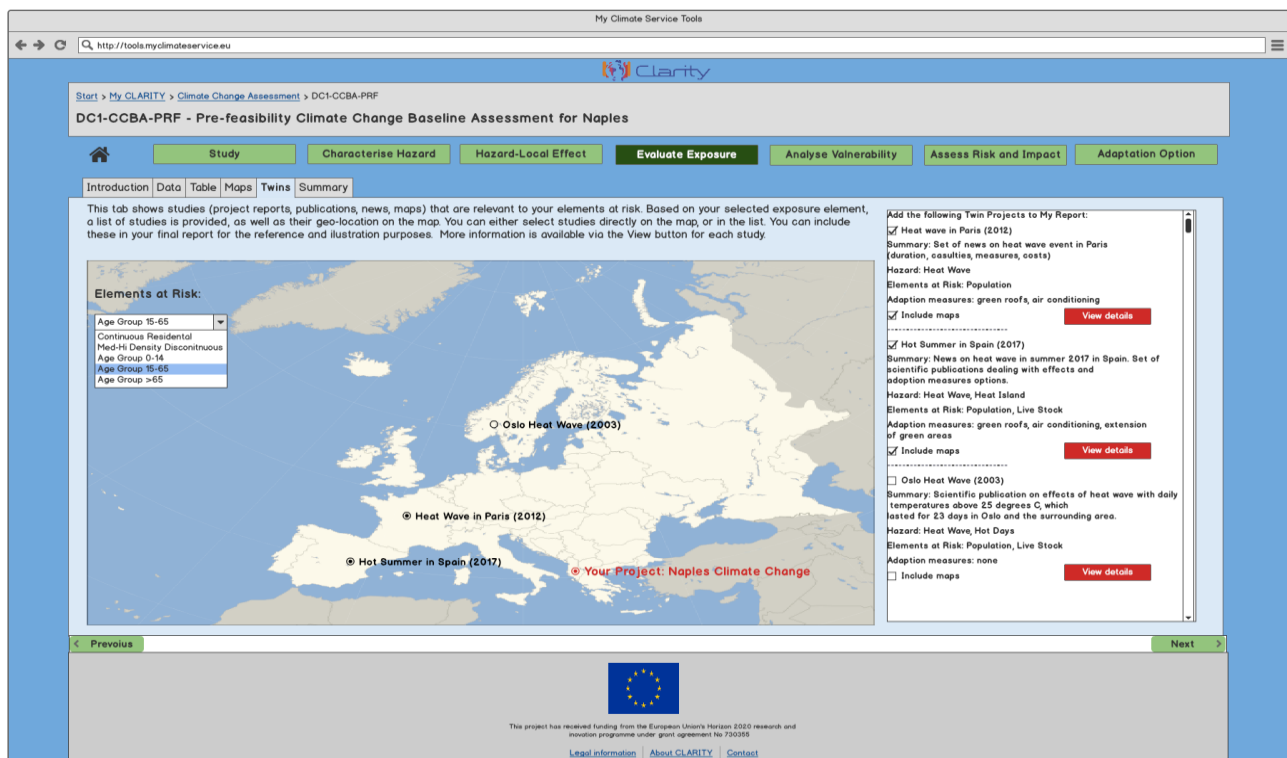 My Climate Service Tools
http://tools.myclimateservice.eu
Clarity
Start > My CLARITY > Climate Change Assessment > DC1-CCBA-PRF
DC1-CCBA-PRF - Pre-feasibility Climate Change Baseline Assessment for Naples
Study
Characterise Hazard
Hazard-Local Effect
Evaluate Exposure
Analyse Valnerability
Assess Risk and Impact
Adaptation Option
Introduction
Data
Table
Maps
Twins
Summary
This tab shows studies (project reports, publications, news, maps) that are relevant to your elements at risk. Based on your selected exposure element,
a list of studies is provided, as well as their geo-location on the map. You can either select studies directly on the map, or in the list. You can include
these in your final report for the reference and ilustration purposes. More information is available via the View button for each study.
Elements at Risk:
Age Group 15-65
Continuous Residental
Med-Hi Density Disconitnuous
Age Group 0-14
Age Group 15-65
Age Group >65
Oslo Heat Wave (2003)
Heat Wave in Paris (2012)
Hot Summer in Spain (2017)
Your Project: Naples Climate Change
Add the following Twin Projects to My Report:
Heat wave in Paris (2012)
Summary: Set of news on heat wave event in Paris
(duration, casulties, measures, costs)
Hazard: Heat Wave
Elements at Risk: Population
Adaption measures: green roofs, air conditioning
Include maps
View details
Hot Summer in Spain (2017)
Summary: News on heat wave in summer 2017 in Spain. Set of
scientific publications dealing with effects and
adoption measures options.
Hazard: Heat Wave, Heat Island
Elements at Risk: Population, Live Stock
Adaption measures: green roofs, air conditioning, extension
of green areas
Include maps
View details
Oslo Heat Wave (2003)
Summary: Scientific publication on effects of heat wave with daily
temperatures above 25 degrees C, which
lasted for 23 days in Oslo and the surrounding area.
Hazard: Heat Wave, Hot Days
Elements at Risk: Population, Live Stock
Adaption measures: none
Include maps
View details
< Prevoius
Next >
This project has received funding from the European Union's Horizon 2020 research and
inovation programme under grant agreement No 730355
Legal information
About CLARITY
Contact